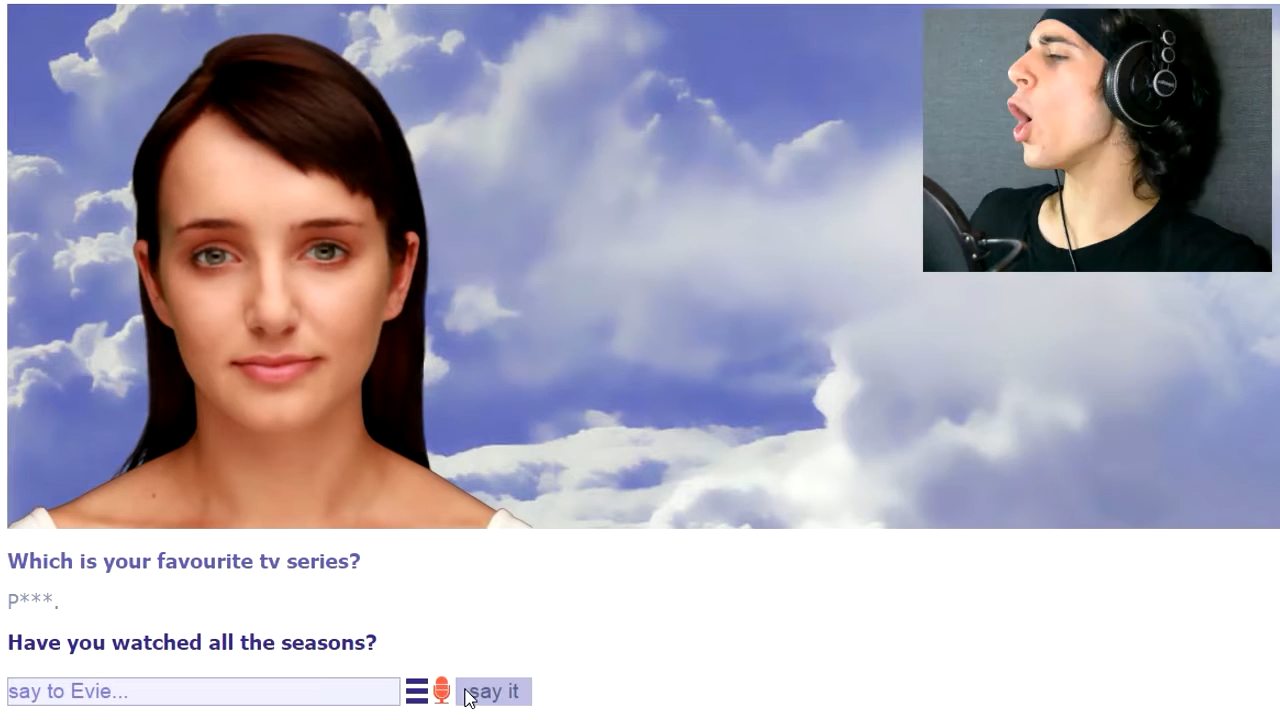 Which is your favourite tv series?
P***.
Have you watched all the seasons?
say to Evie...
say it